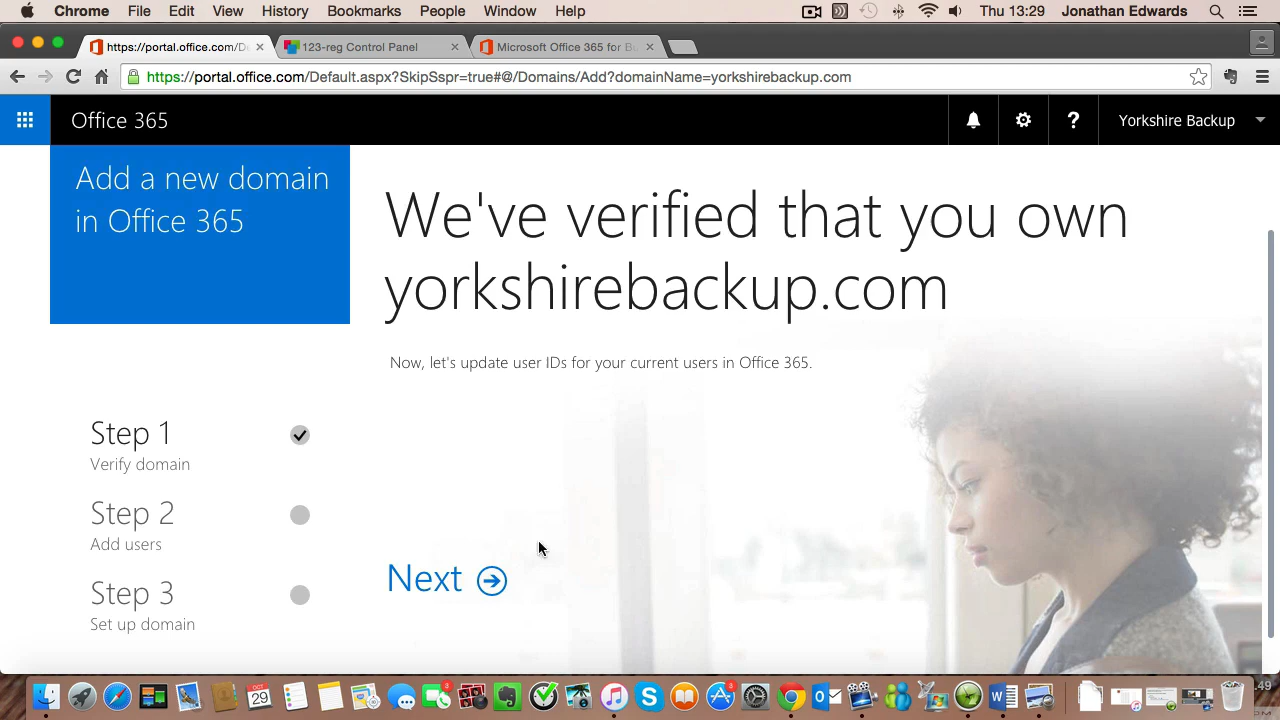 Chrome File Edit View History Bookmarks People Window Help Thu 13:29 Jonathan Edwards
https://portal.office.com/De 123-reg Control Panel Microsoft Office 365 for Bu
https://portal.office.com/Default.aspx?SkipSspr=true#@/Domains/Add?domainName=yorkshirebackup.com
Office 365 ? Yorkshire Backup
Add a new domain
in Office 365
We've verified that you own
yorkshirebackup.com
Now, let's update user IDs for your current users in Office 365.
Step 1
Verify domain
Step 2
Add users
Next
Step 3
Set up domain
OCT
29